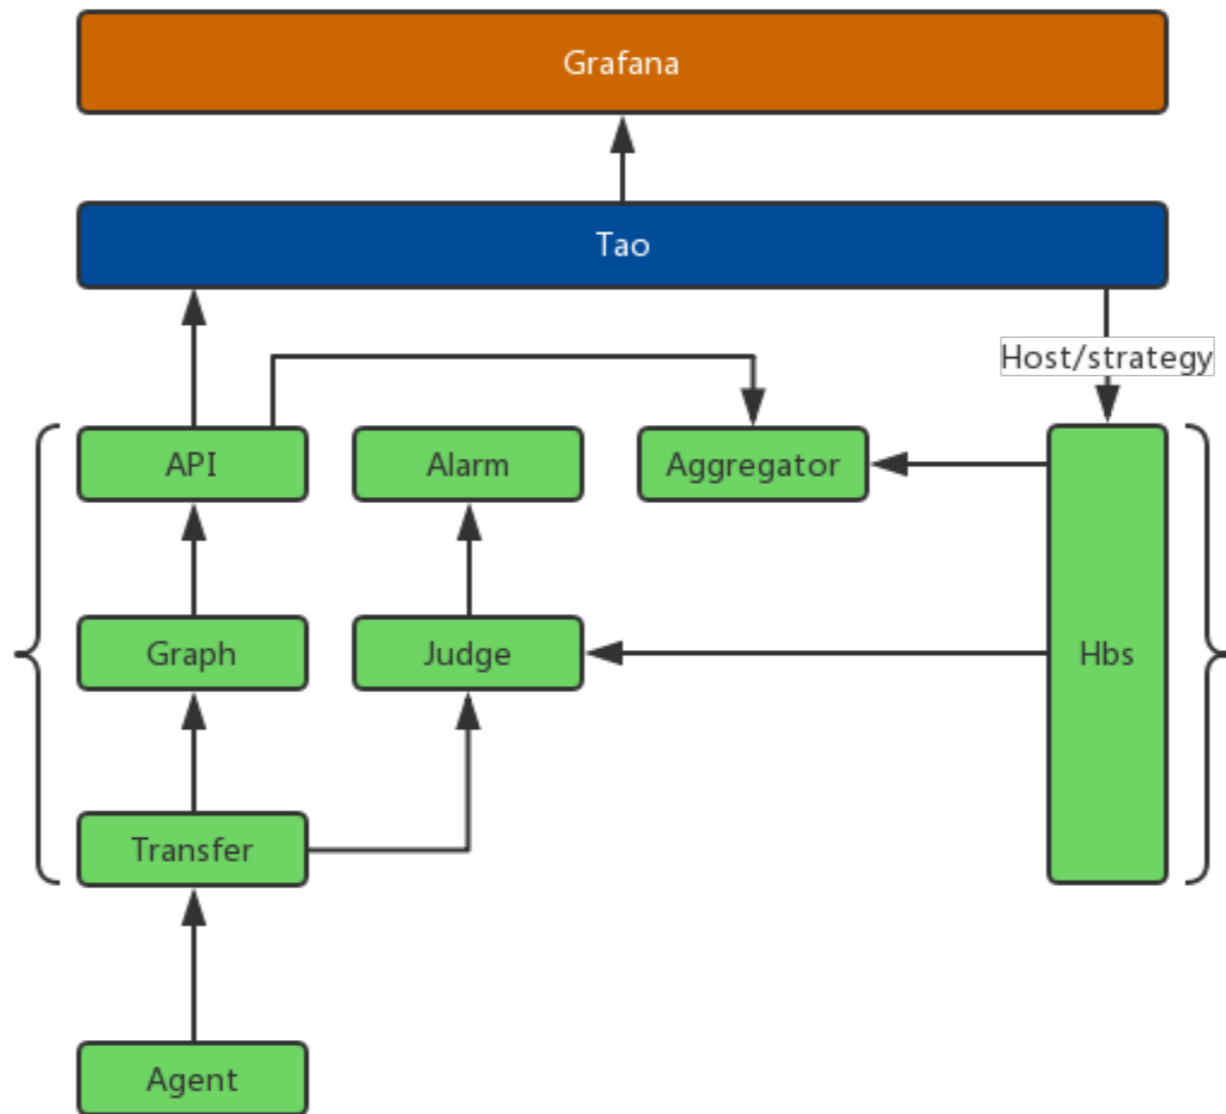 Grafana
Tao
Host/strategy
API
Alarm
Aggregator
Graph
Judge
Hbs
Transfer
Agent